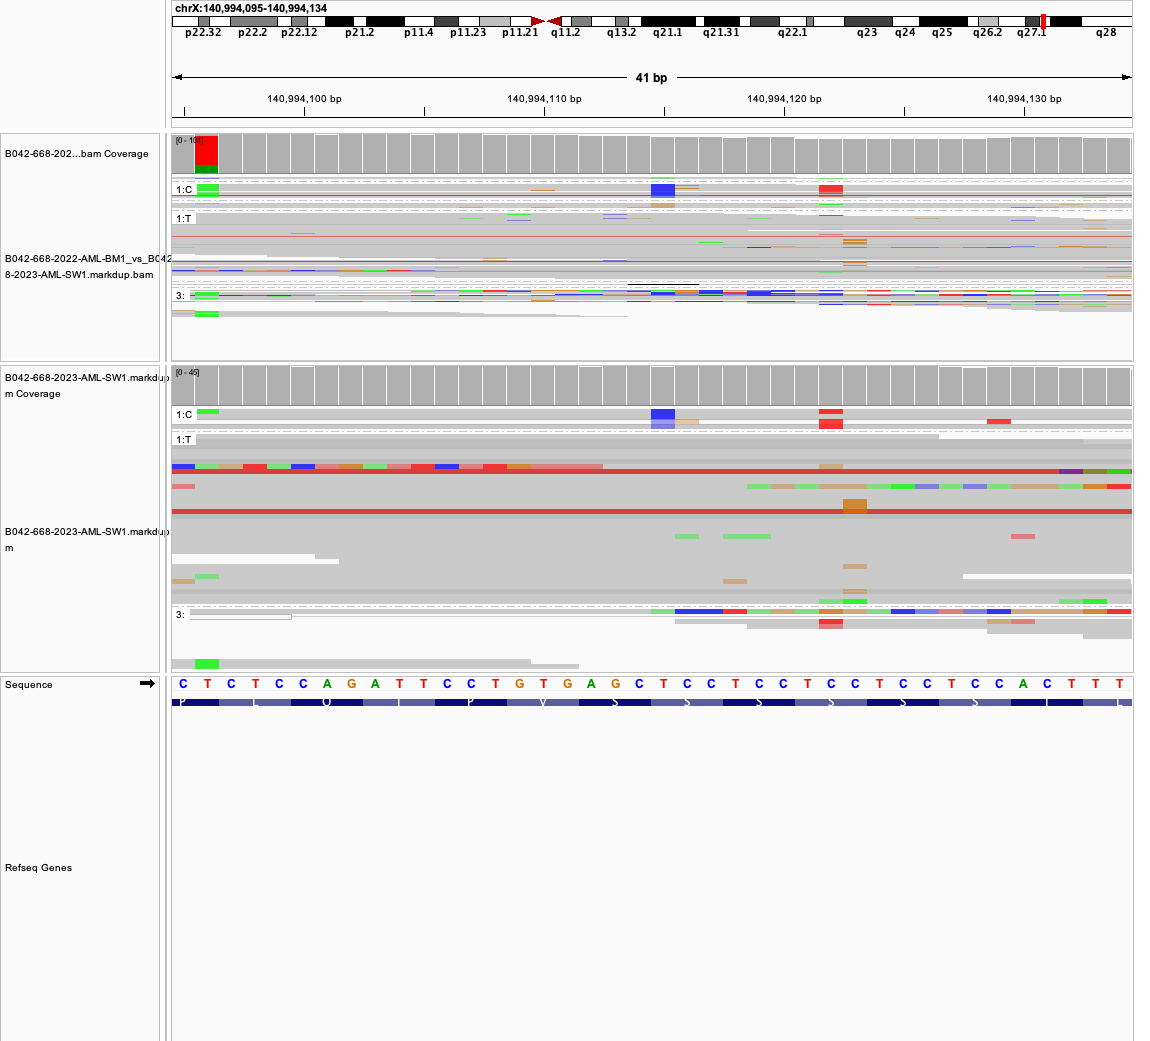 chrX:140,994,095-140,994,134
p22.32 p22.2 p22.12 p21.2 p11.4 p11.23 p11.21 q11.2 q13.2 q21.1 q21.31 q22.1 q23 q24 q25 q26.2 q27.1 q28
41 bp
140,994,100 bp 140,994,110 bp 140,994,120 bp 140,994,130 bp
[0 - 101]
B042-668-202...bam Coverage
1:C
1:T
B042-668-2022-AML-BM1_vs_B042
8-2023-AML-SW1.markdup.bam
3:
B042-668-2023-AML-SW1.markdup
m Coverage
[0 - 45]
1:C
1:T
B042-668-2023-AML-SW1.markdup
m
3:
Sequence C T C T C C A G A T T C C T G T G A G C T C C T C C T C C T C C T C C A C T T T
P L Q I P V S S S S S S T L
Refseq Genes